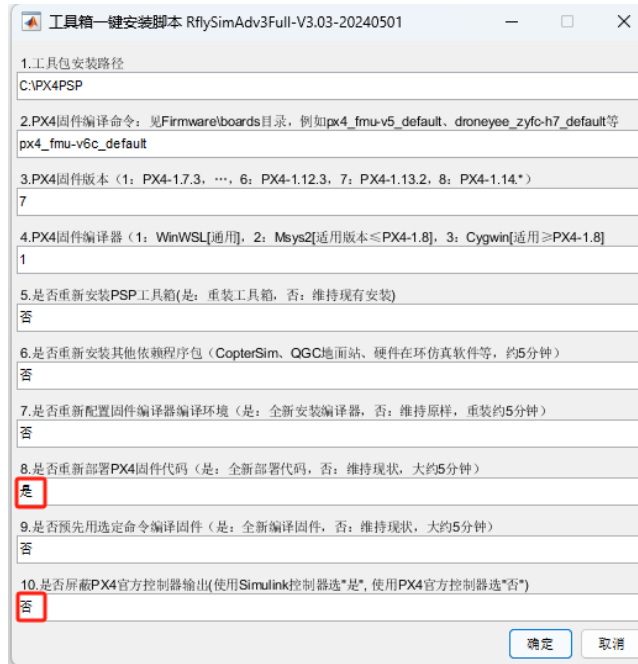 工具箱一键安装脚本 RflySimAdv3Full-V3.03-20240501
1.工具包安装路径
C:\PX4PSP
2.PX4固件编译命令：见Firmware\boards目录，例如px4_fmu-v5_default、droneyee_zyfc-h7_default等
px4_fmu-v6c_default
3.PX4固件版本（1：PX4-1.7.3，…，6：PX4-1.12.3，7：PX4-1.13.2，8：PX4-1.14.*）
7
4.PX4固件编译器（1：WinWSL[通用]，2：Msys2[适用版本≤PX4-1.8]，3：Cygwin[适用≥PX4-1.8]
1
5.是否重新安装PSP工具箱(是：重装工具箱，否：维持现有安装)
否
6.是否重新安装其他依赖程序包（CopterSim、QGC地面站、硬件在环仿真软件等，约5分钟）
否
7.是否重新配置固件编译器编译环境（是：全新安装编译器，否：维持原样，重装约5分钟）
否
8.是否重新部署PX4固件代码（是：全新部署代码，否：维持现状，大约5分钟）
是
9.是否预先用选定命令编译固件（是：全新编译固件，否：维持现状，大约5分钟）
否
10.是否屏蔽PX4官方控制器输出(使用Simulink控制器选"是", 使用PX4官方控制器选"否")
否
确定
取消